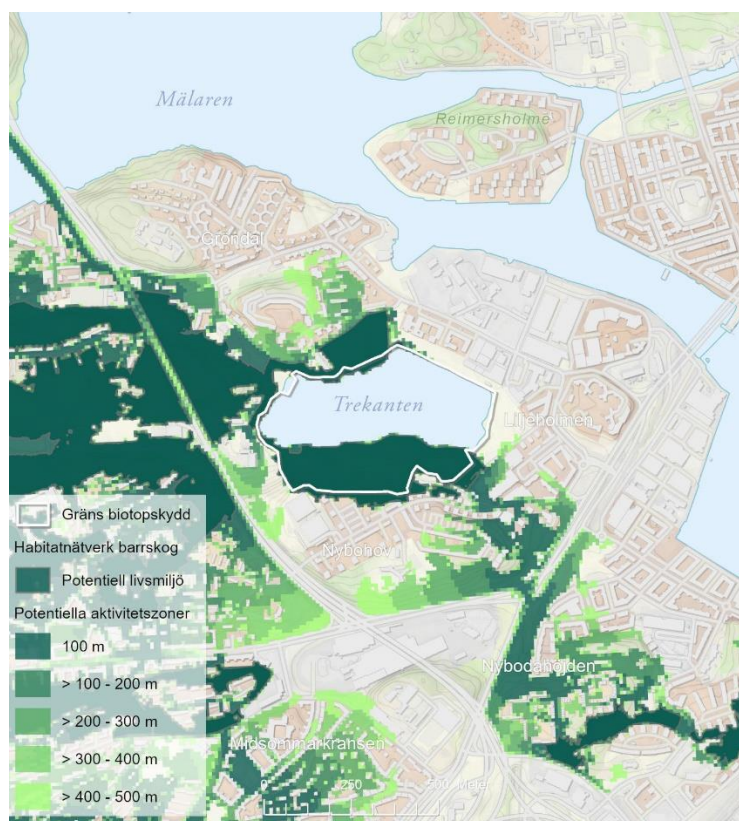 Mälaren
Reimersholme
Gröndal
Trekanten
Liljeholmen
Gräns biotopskydd
Habitatnätverk barrskog
Nybohov
Potentiell livsmiljö
Potentiella aktivitetszoner
100 m
> 100 - 200 m
Nybodahöjden
> 200 - 300 m
> 300 - 400 m
Midsommarkransen
> 400 - 500 m
0 250 500 Meter